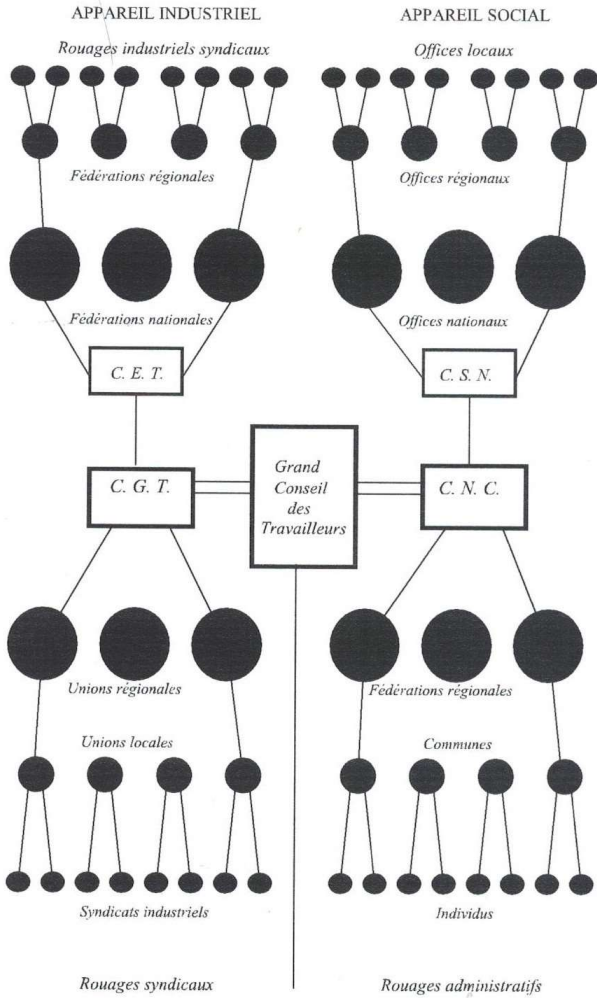 APPAREIL INDUSTRIEL
APPAREIL SOCIAL
Rouages industriels syndicaux
Offices locaux
Fédérations régionales
Offices régionaux
Fédérations nationales
Offices nationaux
C. E. T.
C. S. N.
C. G. T.
Grand
Conseil
des
Travailleurs
C. N. C.
Unions régionales
Fédérations régionales
Unions locales
Communes
Syndicats industriels
Individus
Rouages syndicaux
Rouages administratifs